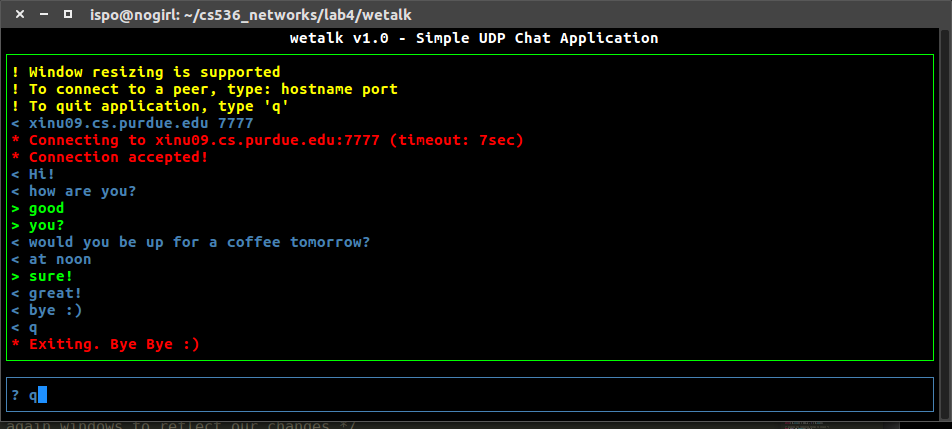 ispo@nogirl: ~/cs536_networks/lab4/wetalk
wetalk v1.0 - Simple UDP Chat Application
! Window resizing is supported
! To connect to a peer, type: hostname port
! To quit application, type 'q'
< xinu09.cs.purdue.edu 7777
* Connecting to xinu09.cs.purdue.edu:7777 (timeout: 7sec)
* Connection accepted!
< Hi!
< how are you?
> good
> you?
< would you be up for a coffee tomorrow?
< at noon
> sure!
< great!
< bye :)
< q
* Exiting. Bye Bye :)
? q
again windows to reflect our changes */